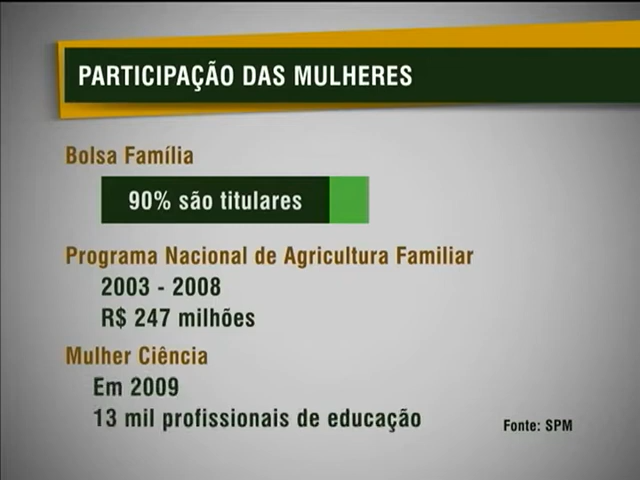 PARTICIPAÇÃO DAS MULHERES
Bolsa Família
90% são titulares
Programa Nacional de Agricultura Familiar
2003 - 2008
R$ 247 milhões
Mulher Ciência
Em 2009
13 mil profissionais de educação
Fonte: SPM